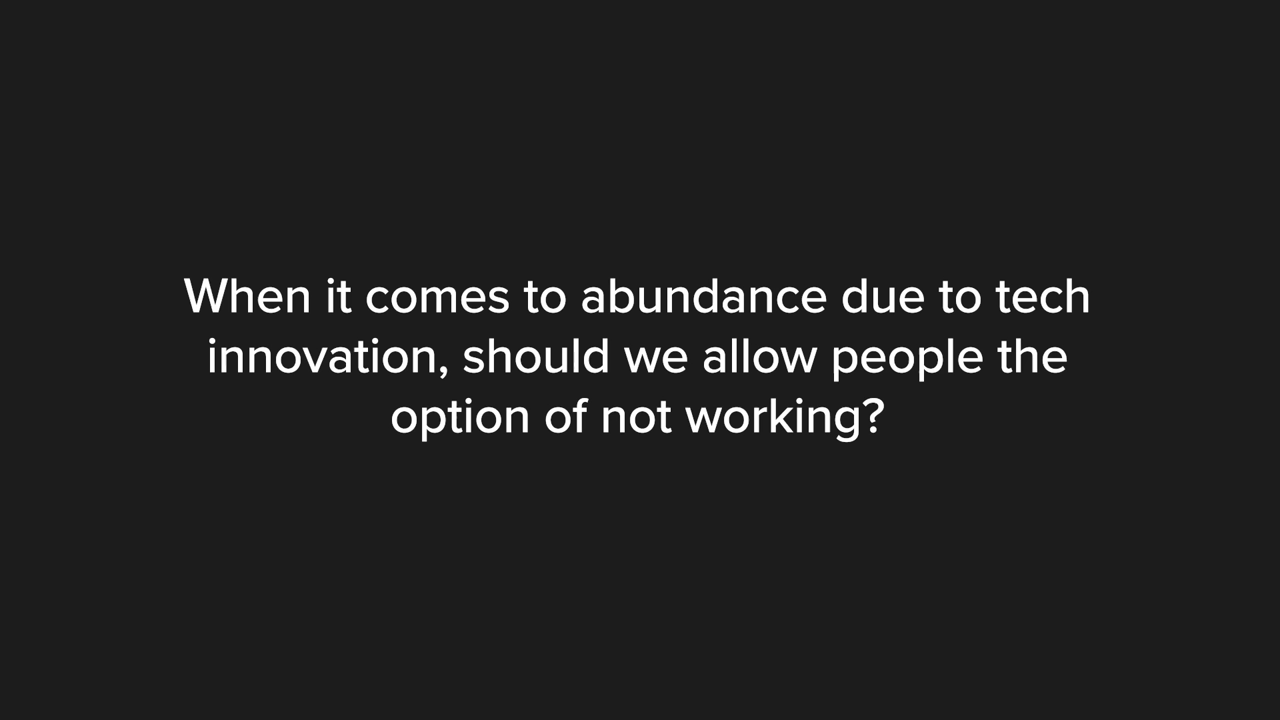 When it comes to abundance due to tech
innovation, should we allow people the
option of not working?